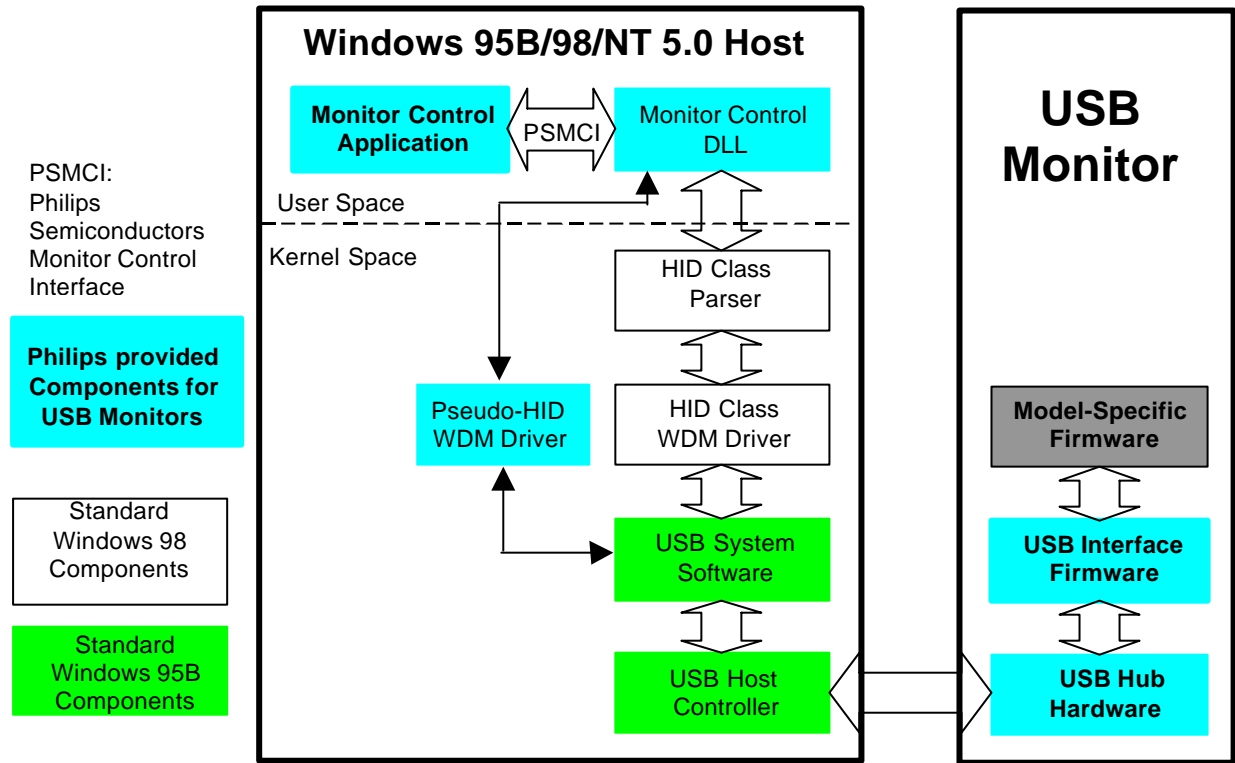 Windows 95B/98/NT 5.0 Host
Monitor Control
Application
PSMCI
Monitor Control
DLL
User Space
Kernel Space
HID Class
Parser
Pseudo-HID
WDM Driver
HID Class
WDM Driver
USB System
Software
USB Host
Controller
USB
Monitor
Model-Specific
Firmware
USB Interface
Firmware
USB Hub
Hardware
PSMCI:
Philips
Semiconductors
Monitor Control
Interface
Philips provided
Components for
USB Monitors
Standard
Windows 98
Components
Standard
Windows 95B
Components